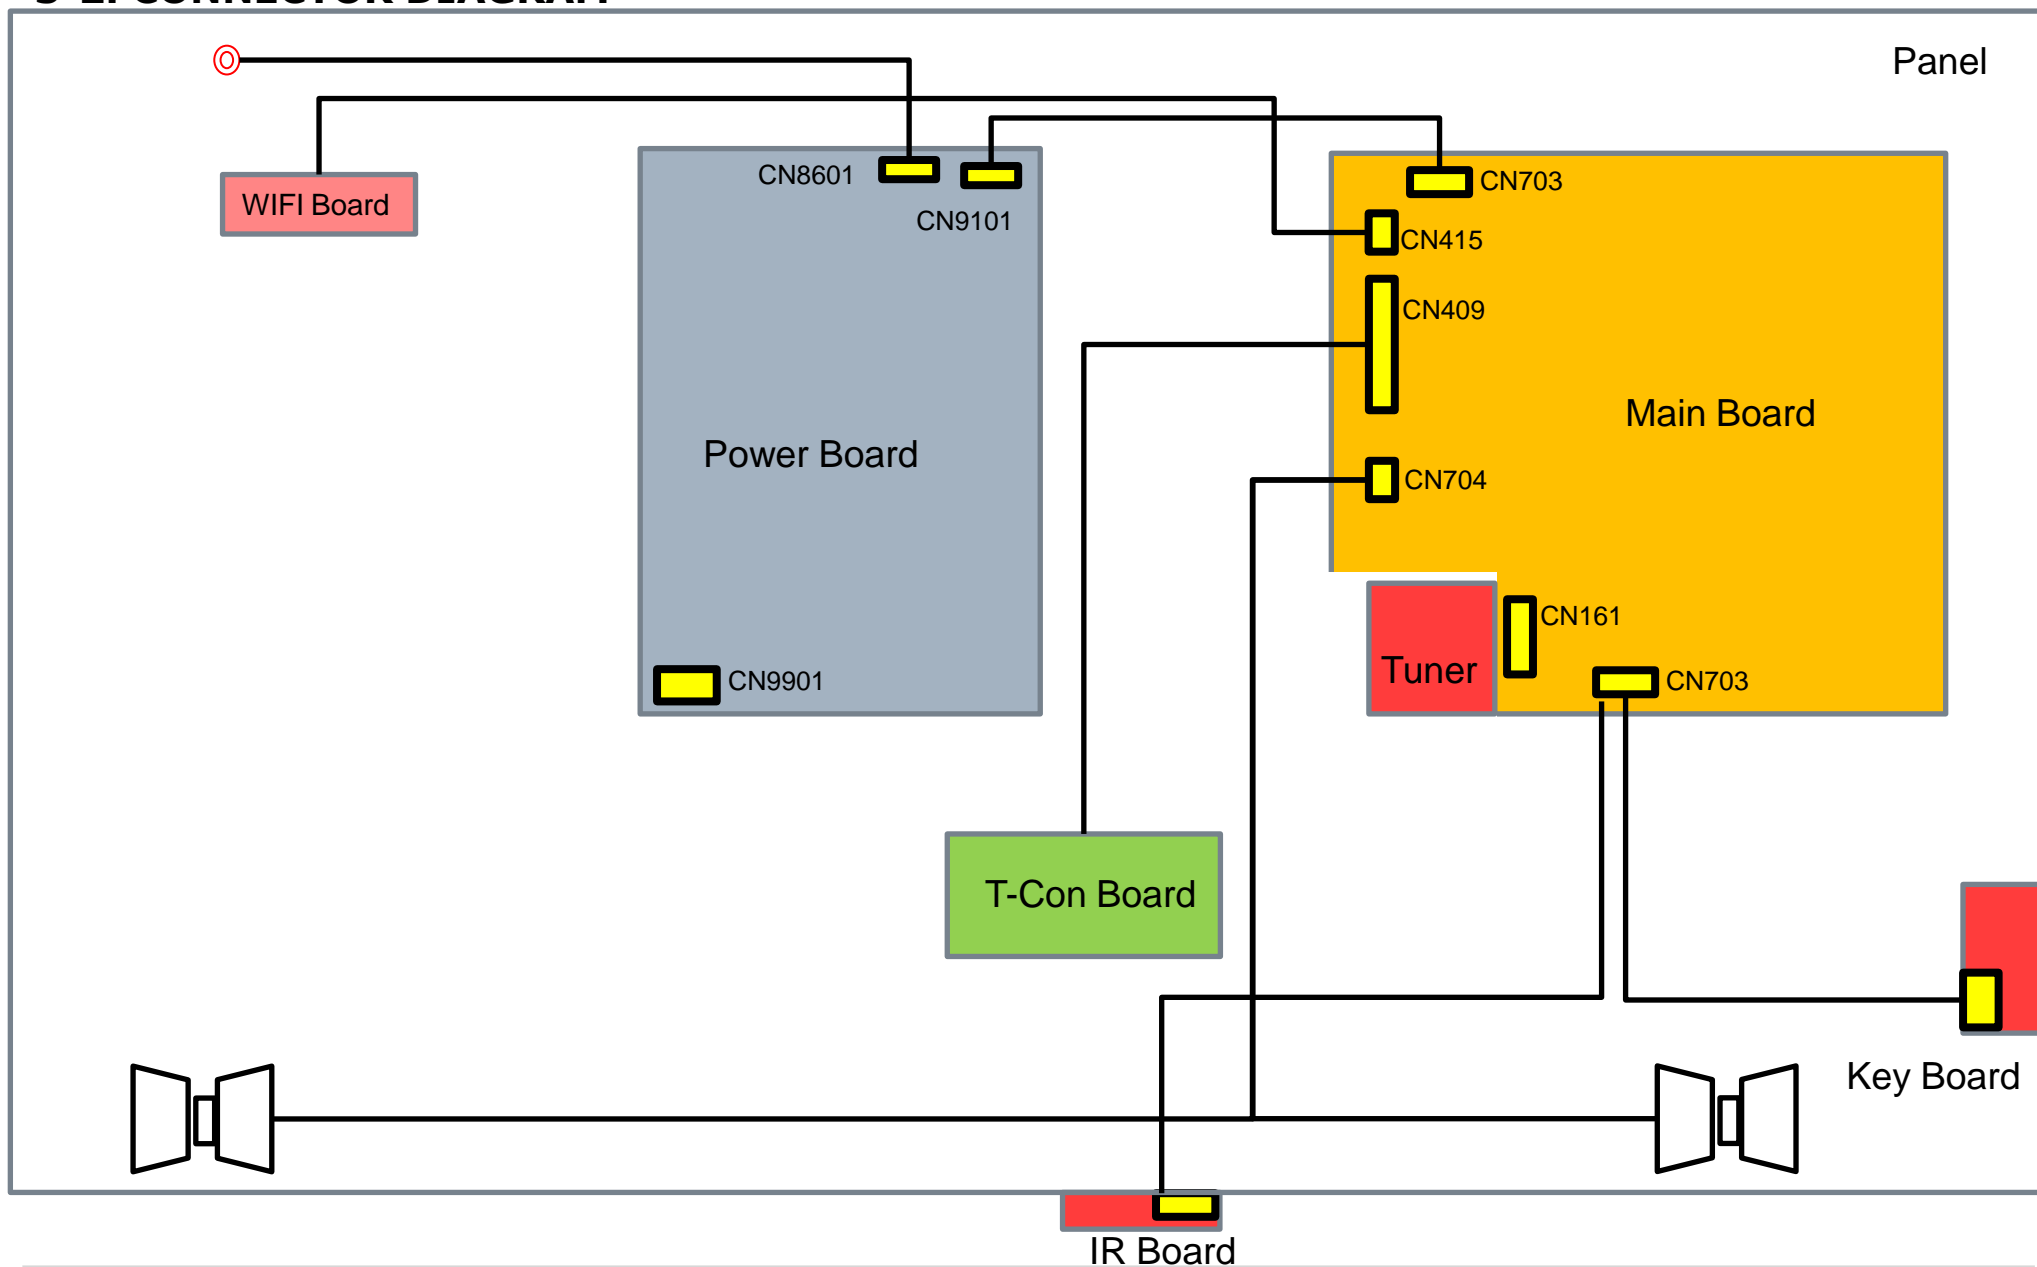 Panel
CN8601
CN703
WIFI Board
CN9101
CN415
CN409
Main Board
Power Board
CN704
CN161
Tuner
CN9901
CN703
T-Con Board
Key Board
IR Board